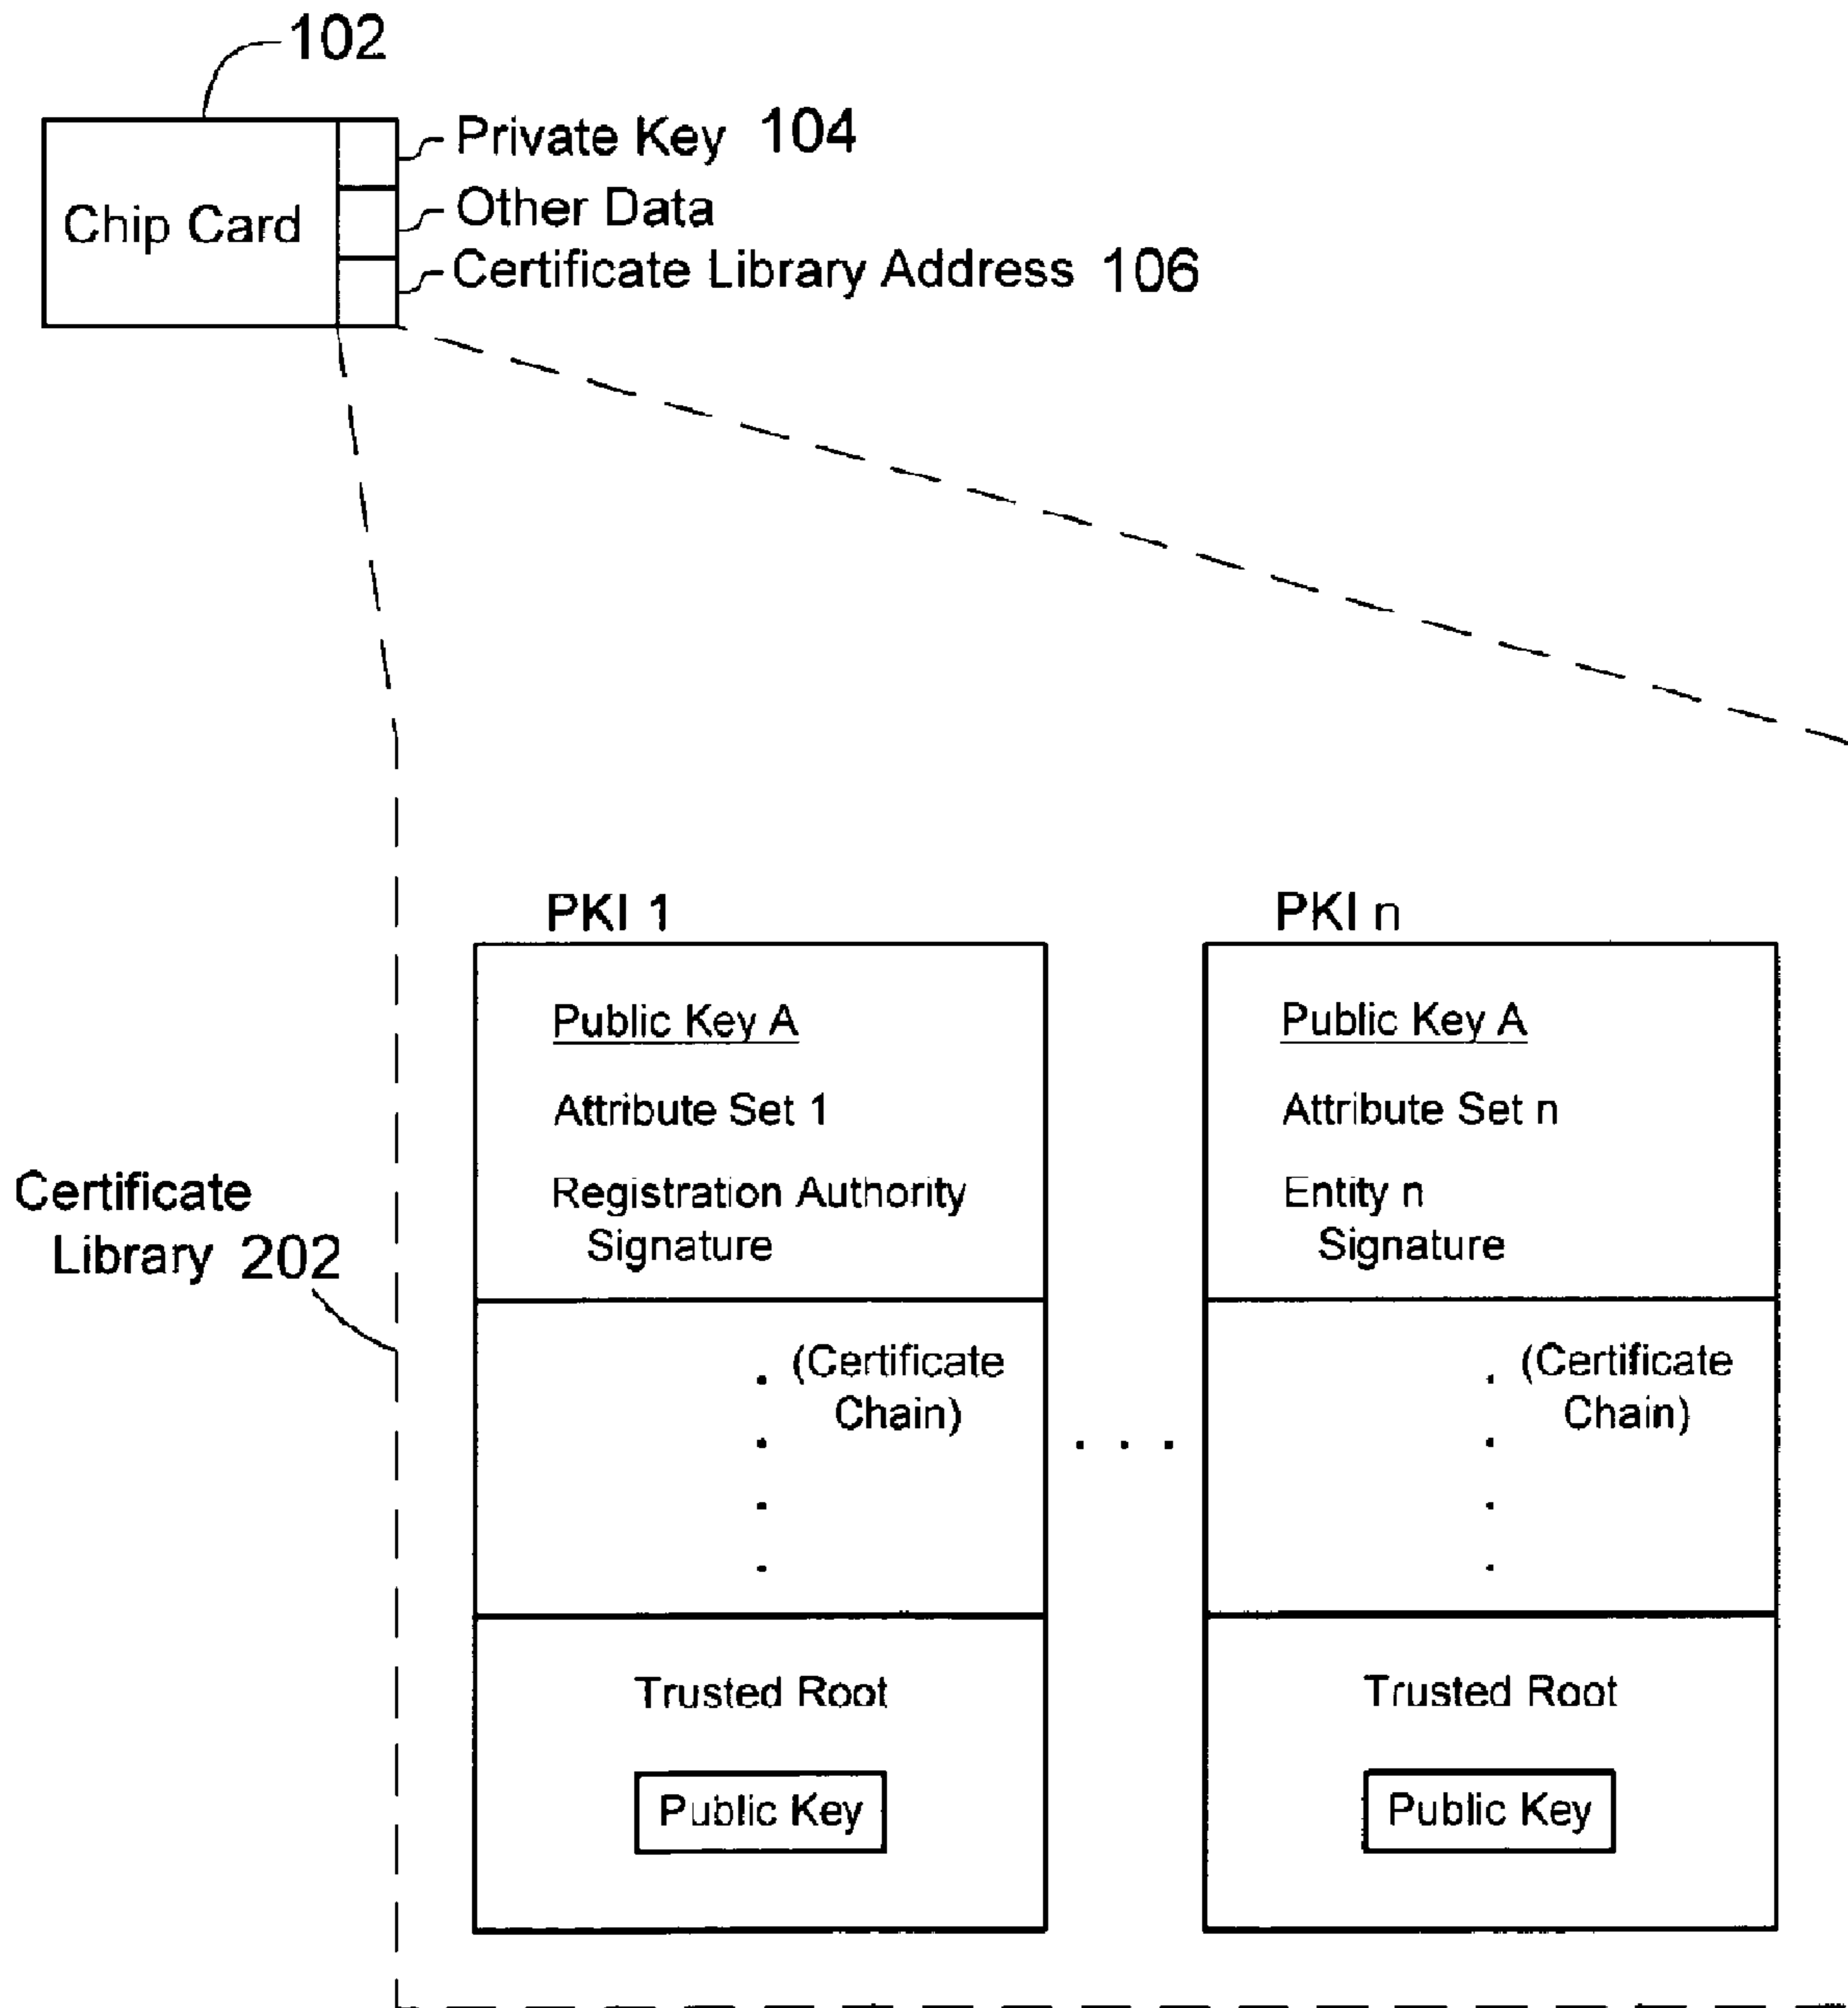 102
Private Key 104
Chip Card
Other Data
Certificate Library Address 106
PKI 1
Public Key A
Attribute Set 1
Registration Authority
Signature
(Certificate
Chain)
Trusted Root
Public Key
. . .
PKI n
Public Key A
Attribute Set n
Entity n
Signature
(Certificate
Chain)
Trusted Root
Public Key
Certificate
Library 202